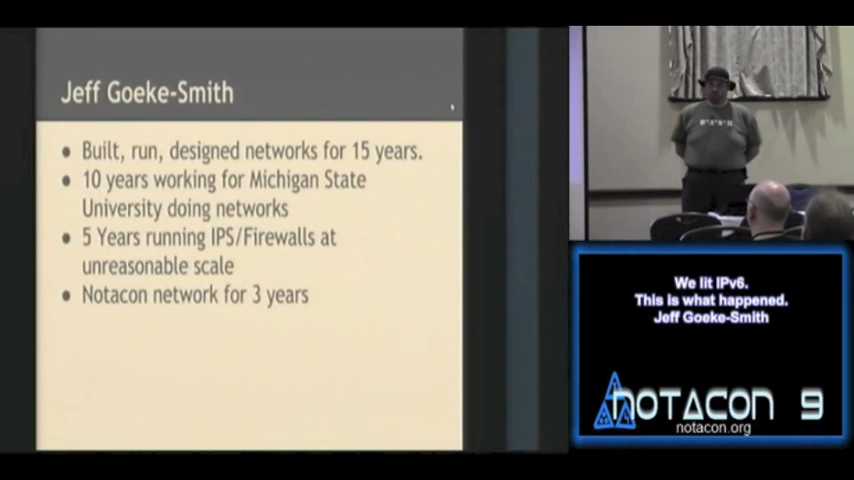 Jeff Goeke-Smith
• Built, run, designed networks for 15 years.
• 10 years working for Michigan State
University doing networks
• 5 Years running IPS/Firewalls at
unreasonable scale
• Notacon network for 3 years
We lit IPv6.
This is what happened.
Jeff Goeke-Smith
NOTACON 9
notacon.org